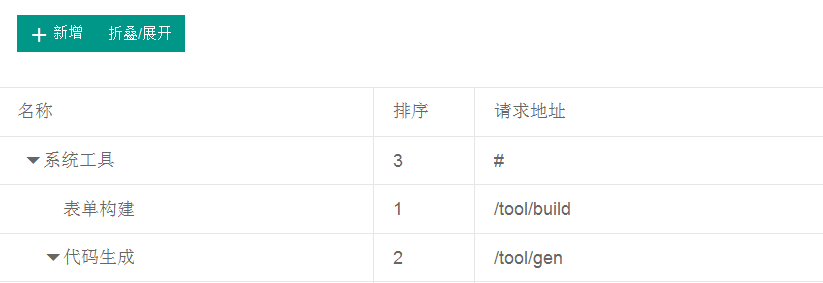 新增 折叠/展开
名称 排序 请求地址
系统工具 3 #
表单构建 1 /tool/build
代码生成 2 /tool/gen